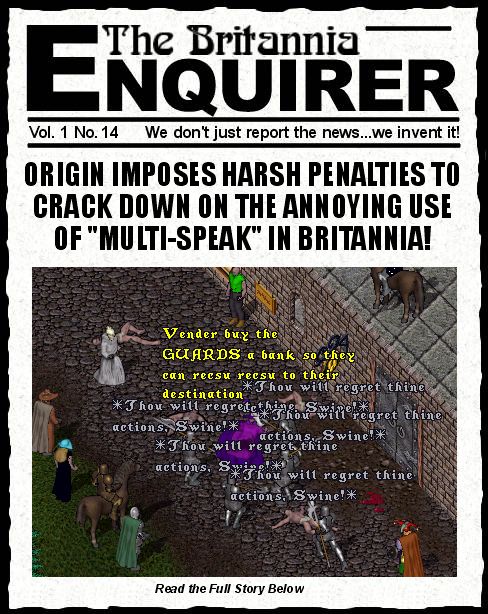 The Britannia
ENQUIRER
Vol. 1 No. 14 We don't just report the news...we invent it!
ORIGIN IMPOSES HARSH PENALTIES TO
CRACK DOWN ON THE ANNOYING USE
OF "MULTI-SPEAK" IN BRITANNIA!
Vender buy the
GUARDS a bank so they
can recsu recsu to their
destination
*Thou will regret thine
*Thou will regret thine, Swine!*
*Thou will regret thine
actions, Swine!*
actions, Swine!*
*Thou will regret thine
actions, Swine!*
*Thou will regret thine
actions, Swine!*
Read the Full Story Below